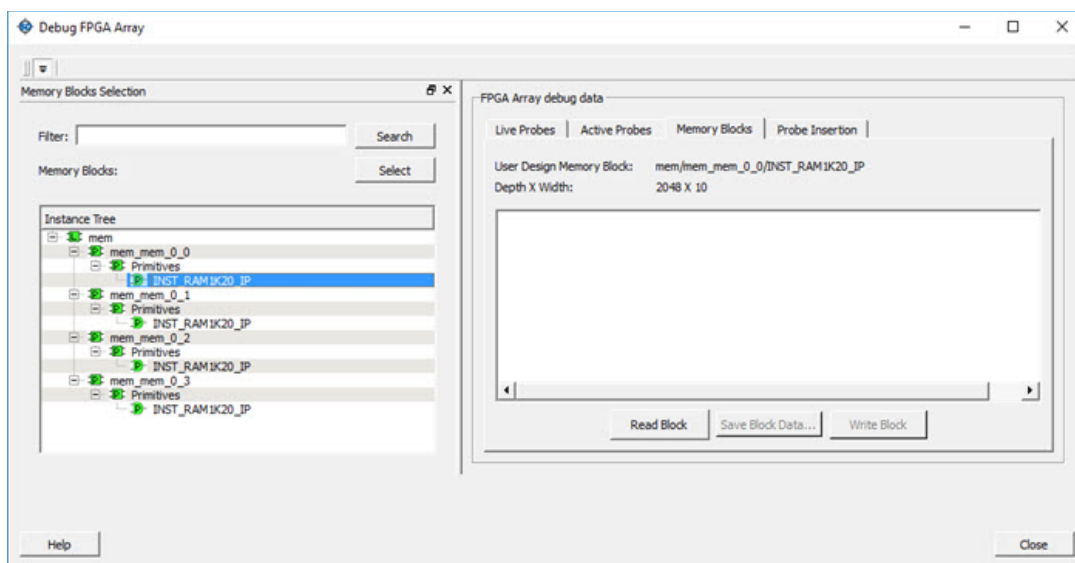 Debug FPGA Array
Memory Blocks Selection
Filter:
Search
Memory Blocks:
Select
Instance Tree
mem
mem_mem_0_0
Primitives
INST_RAM1K20_IP
mem_mem_0_1
Primitives
INST_RAM1K20_IP
mem_mem_0_2
Primitives
INST_RAM1K20_IP
mem_mem_0_3
Primitives
INST_RAM1K20_IP
FPGA Array debug data
Live Probes Active Probes Memory Blocks Probe Insertion
User Design Memory Block: mem/mem_mem_0_0/INST_RAM1K20_IP
Depth X Width: 2048 X 10
Read Block Save Block Data... Write Block
Help
Close